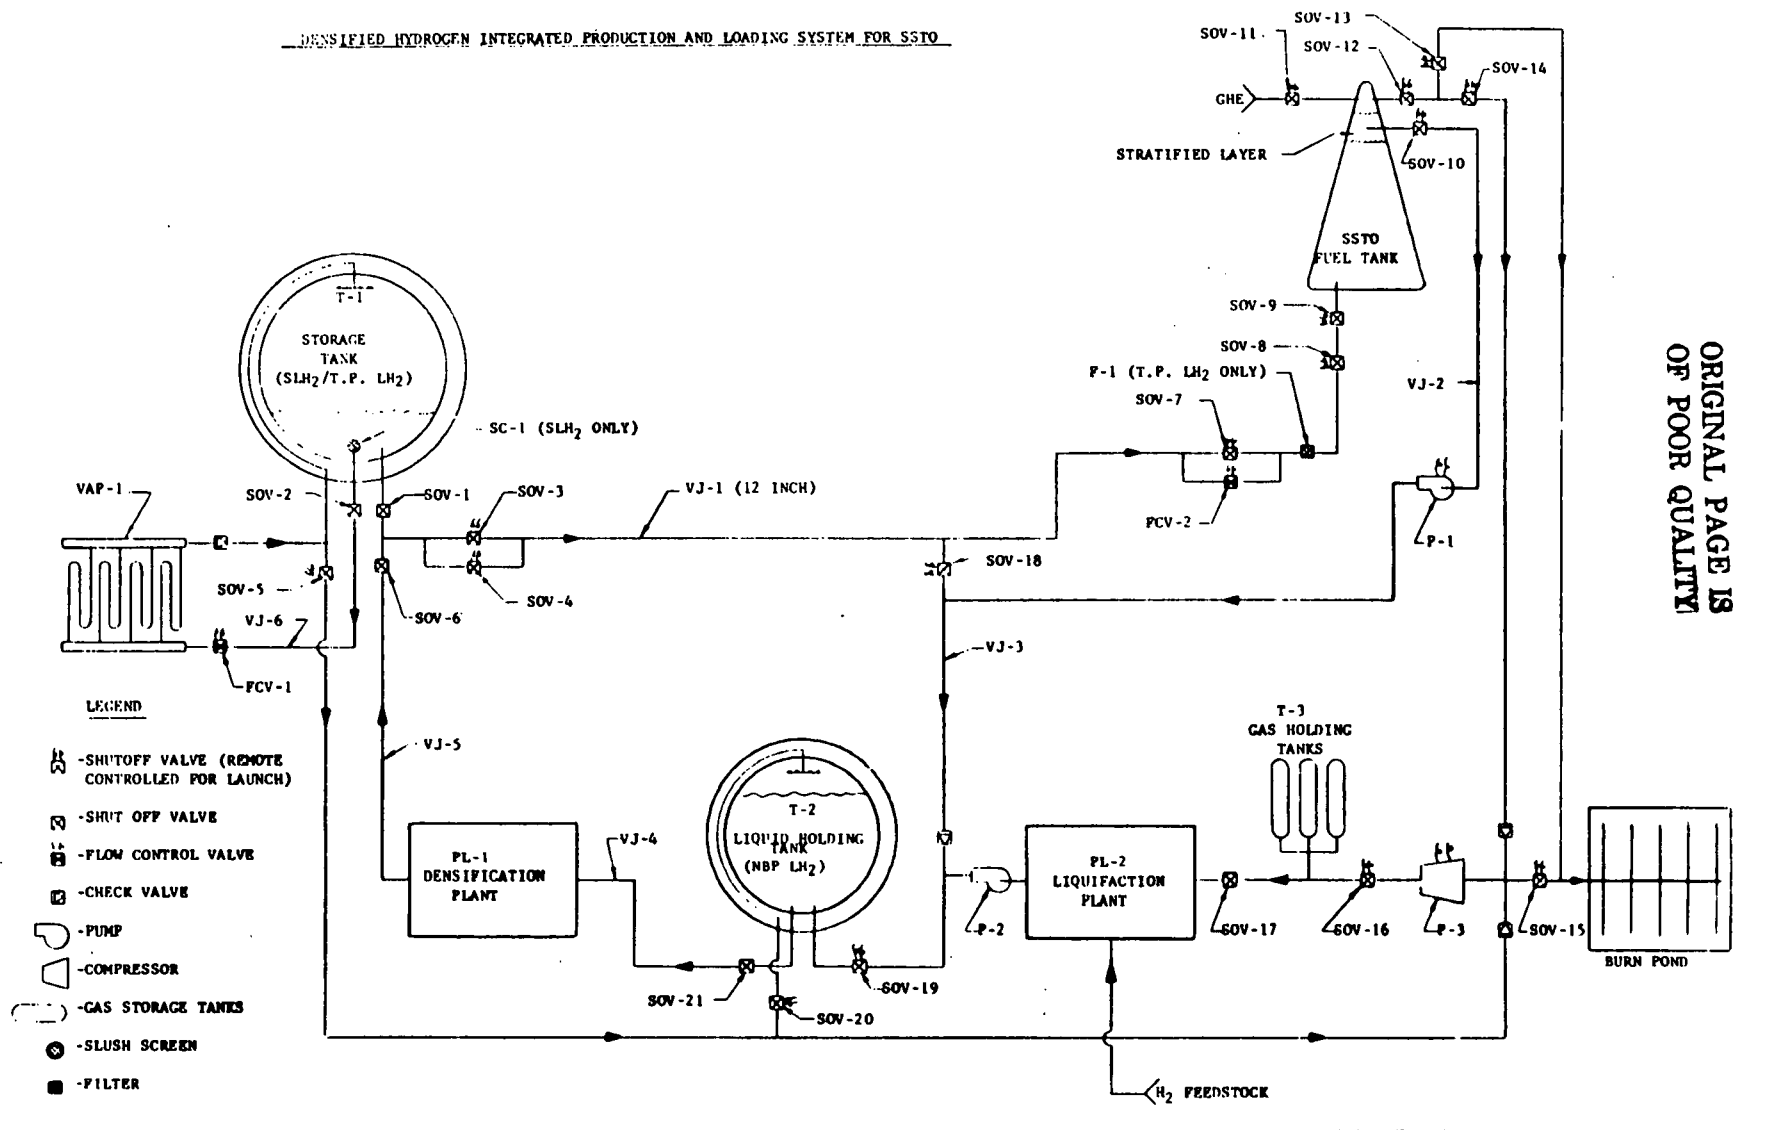 DENSIFIED HYDROGEN INTEGRATED PRODUCTION AND LOADING SYSTEM FOR SSTO
SOV-13
SOV-11
SOV-12
SOV-14
GHE
STRATIFIED LAYER
SOV-10
SSTO
FUEL TANK
SOV-9
SOV-8
F-1 (T.P. LH2 ONLY)
VJ-2
SOV-7
FCV-2
P-1
ORIGINAL PAGE IS
OF POOR QUALITY
T-1
STORAGE
TANK
(SLH2/T.P. LH2)
SC-1 (SLH2 ONLY)
VAP-1
SOV-2
SOV-1
SOV-3
VJ-1 (12 INCH)
SOV-18
SOV-5
SOV-4
SOV-6
VJ-6
VJ-3
FCV-1
LEGEND
-SHUTOFF VALVE (REMOTE
CONTROLLED FOR LAUNCH)
-SHUT OFF VALVE
-FLOW CONTROL VALVE
-CHECK VALVE
-PUMP
-COMPRESSOR
-GAS STORAGE TANKS
-SLUSH SCREEN
-FILTER
VJ-5
T-3
GAS HOLDING
TANKS
T-2
LIQUID HOLDING
TANK
(NBP LH2)
VJ-4
PL-1
DENSIFICATION
PLANT
PL-2
LIQUIFACTION
PLANT
P-2
SOV-17
SOV-16
P-3
SOV-15
BURN POND
SOV-21
SOV-19
SOV-20
H2 FEEDSTOCK